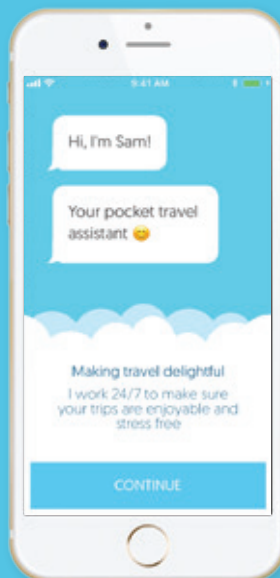 9:41 AM
Hi, I'm Sam!
Your pocket travel
assistant 😊
Making travel delightful
I work 24/7 to make sure
your trips are enjoyable and
stress free
CONTINUE